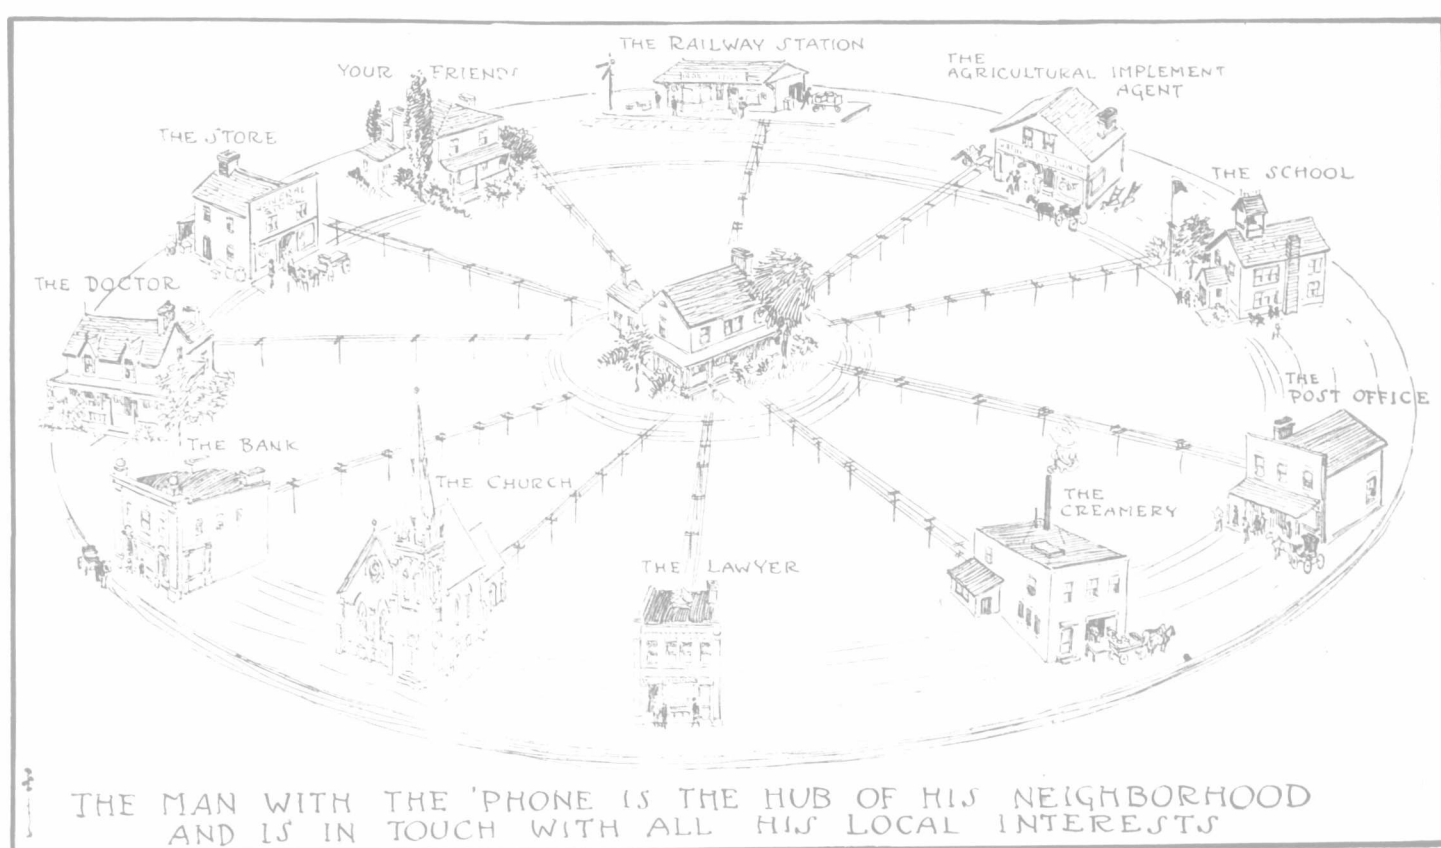 THE RAILWAY STATION
YOUR FRIENDS
THE
AGRICULTURAL IMPLEMENT
AGENT
THE STORE
THE SCHOOL
THE DOCTOR
THE
POST OFFICE
THE BANK
THE CHURCH
THE
CREAMERY
THE LAWYER
THE MAN WITH THE 'PHONE IS THE HUB OF HIS NEIGHBORHOOD
AND IS IN TOUCH WITH ALL HIS LOCAL INTERESTS